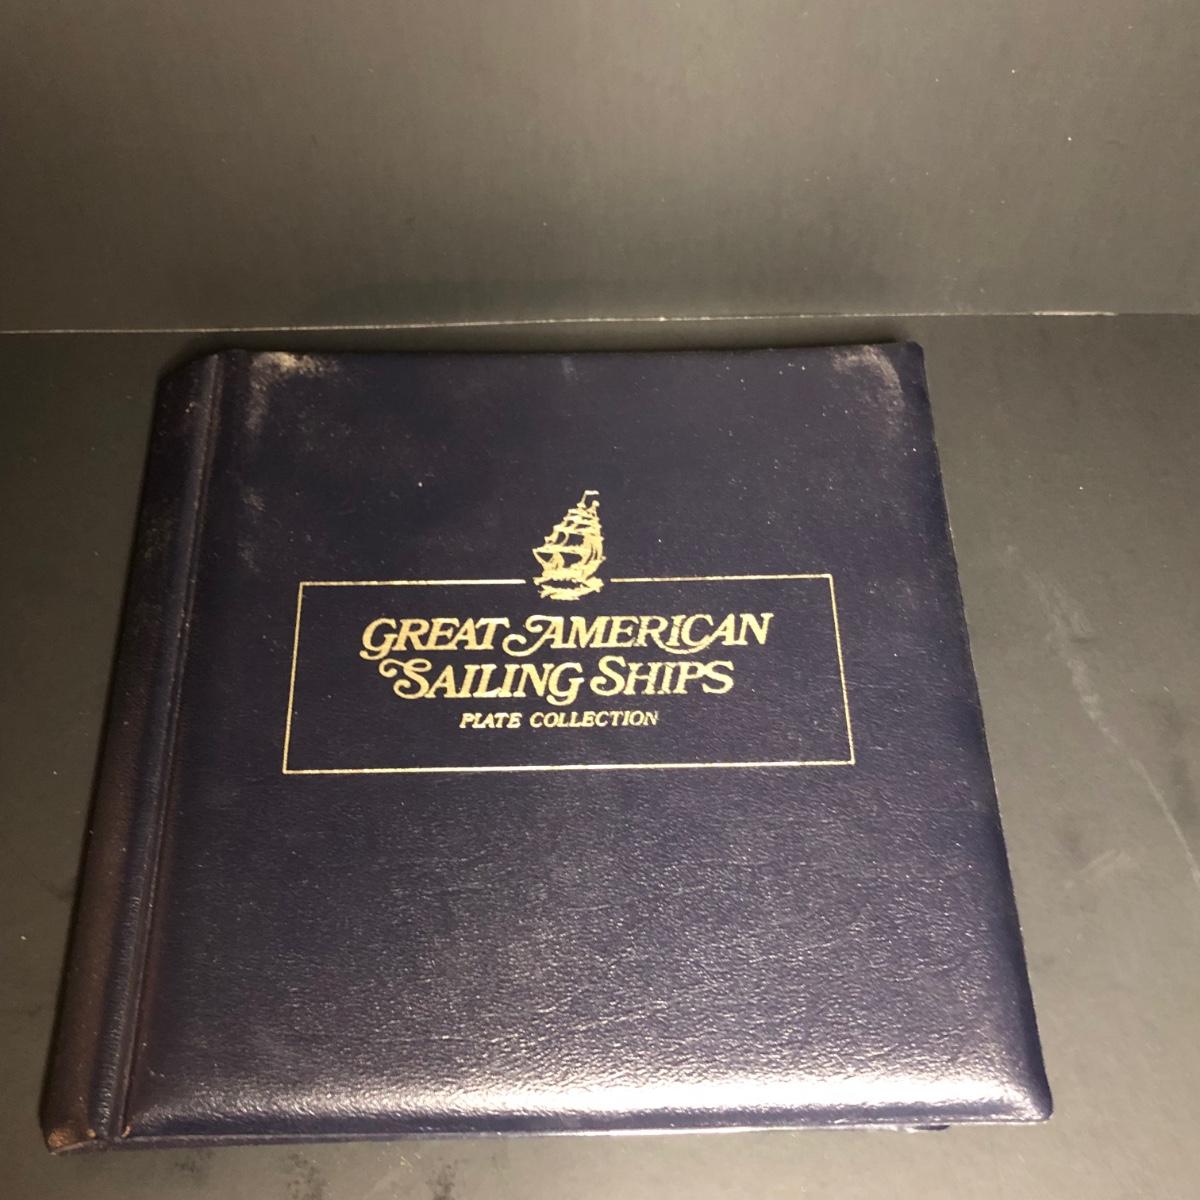 GREAT AMERICAN
SAILING SHIPS
PLATE COLLECTION